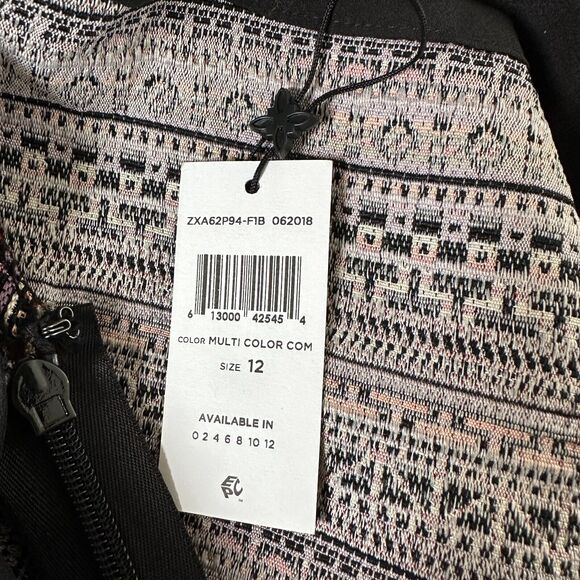 ZXA62P94-F1B 062018
6 13000 42545 4
COLOR MULTI COLOR COM
SIZE 12
AVAILABLE IN
0 2 4 6 8 10 12
EPC